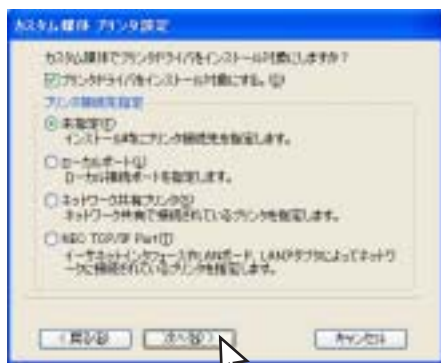 カスタム媒体 プリンタ設定
カスタム媒体でプリンタドライバをインストール対象にしますか?
プリンタドライバをインストール対象にする。(I)
プリンタ接続先指定
未指定(F)
インストール時にプリンタ接続先を指定します。
ローカルポート(L)
ローカル接続ポートを指定します。
ネットワーク共有プリンタ(S)
ネットワーク共有で接続されているプリンタを指定します。
NEC TCP/IP Port(T)
イーサネットインタフェース内LANポート, LANアダプタによってネットワ
ークに接続されているプリンタを指定します。
< 戻る(B)
次へ(N) >
キャンセル